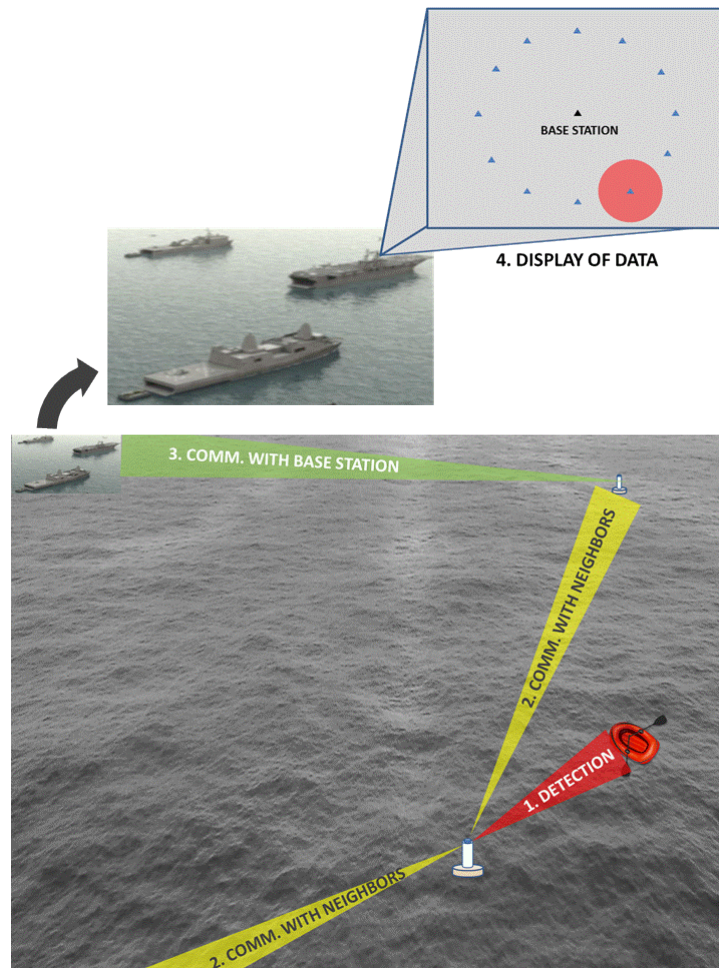 BASE STATION
4. DISPLAY OF DATA
3. COMM. WITH BASE STATION
2. COMM. WITH NEIGHBORS
1. DETECTION
2. COMM. WITH NEIGHBORS